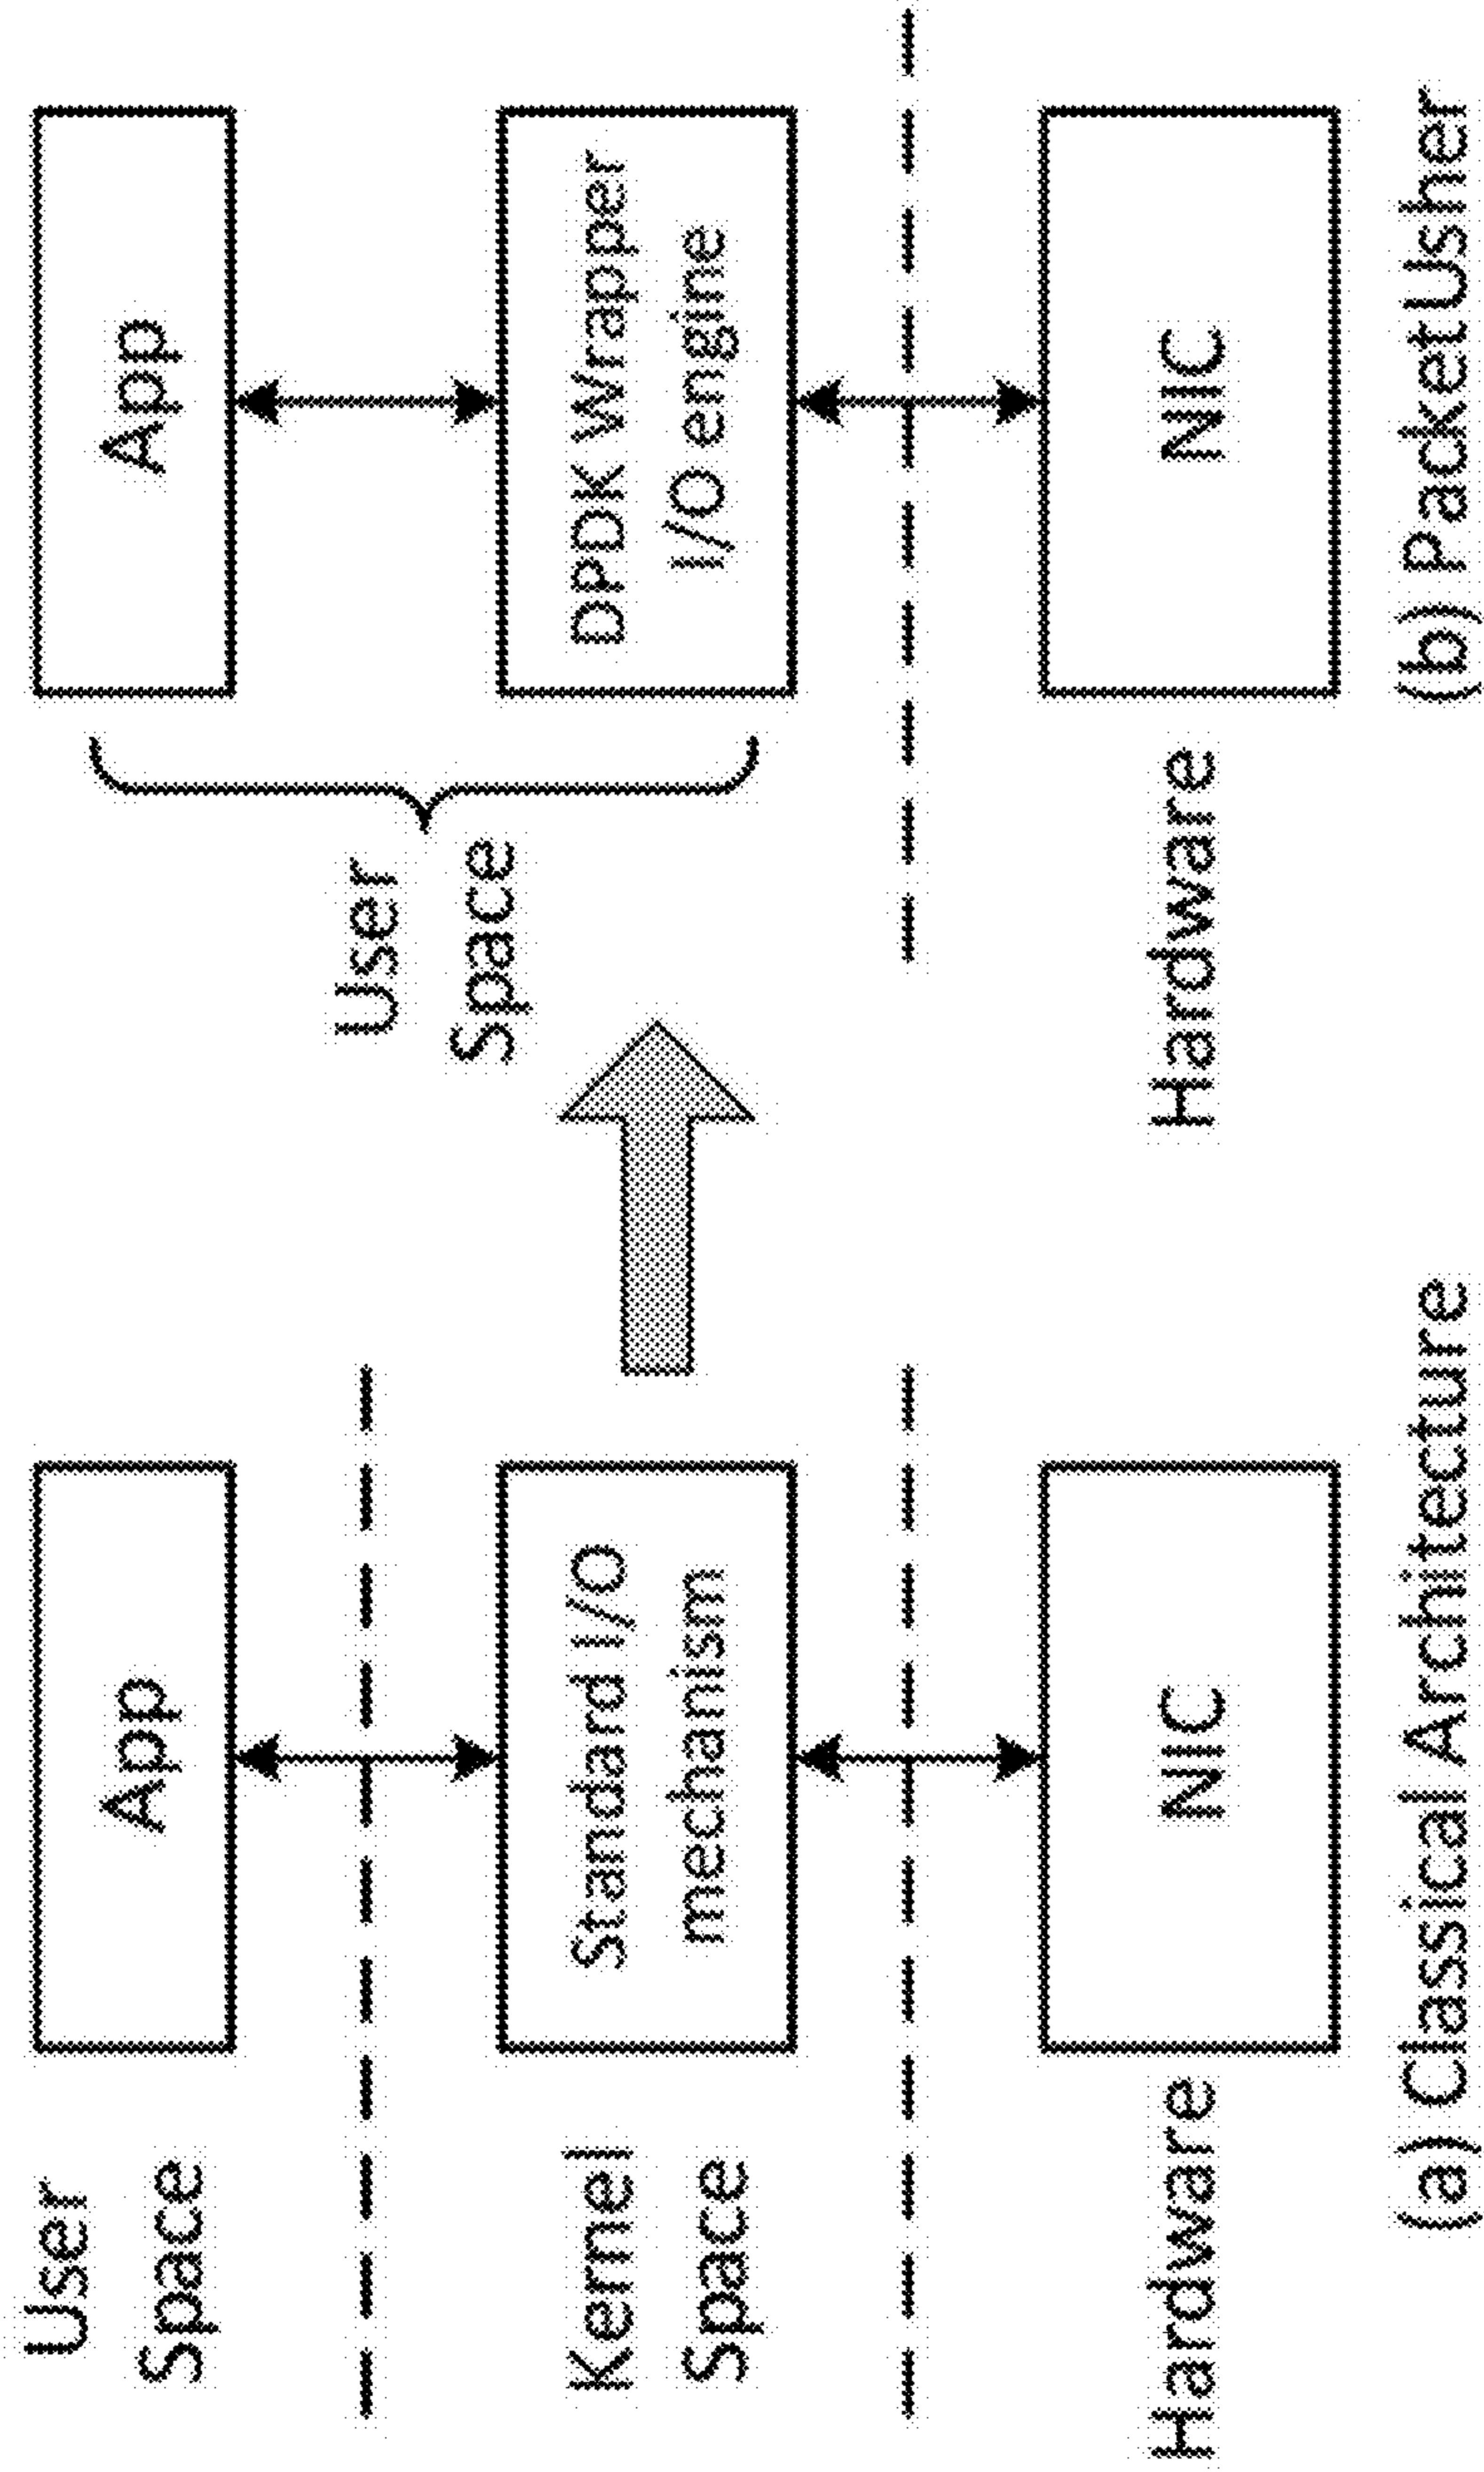 User
Space
App
Kernel
Space
Standard I/O
mechanism
Hardware
NIC
(a) Classical Architecture
User
Space
App
DPDK Wrapper
I/O engine
Hardware
NIC
(b) PacketUsher